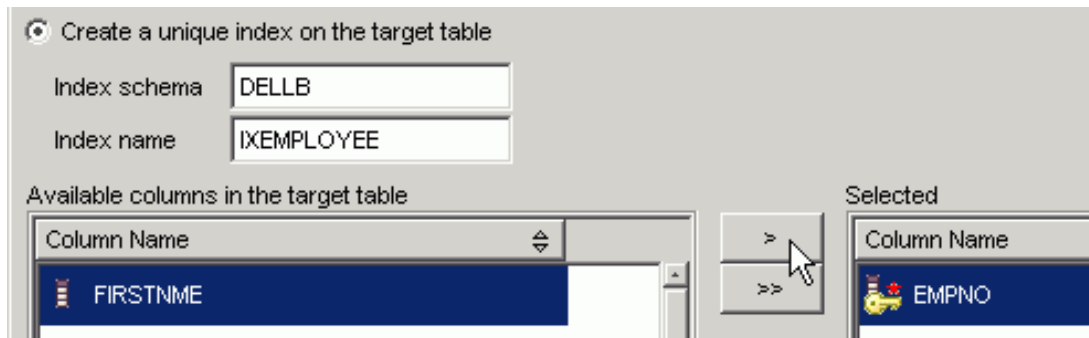 Create a unique index on the target table
Index schema DELLB
Index name IXEMPLOYEE
Available columns in the target table Selected
Column Name > Column Name
FIRSTNME >> EMPNO